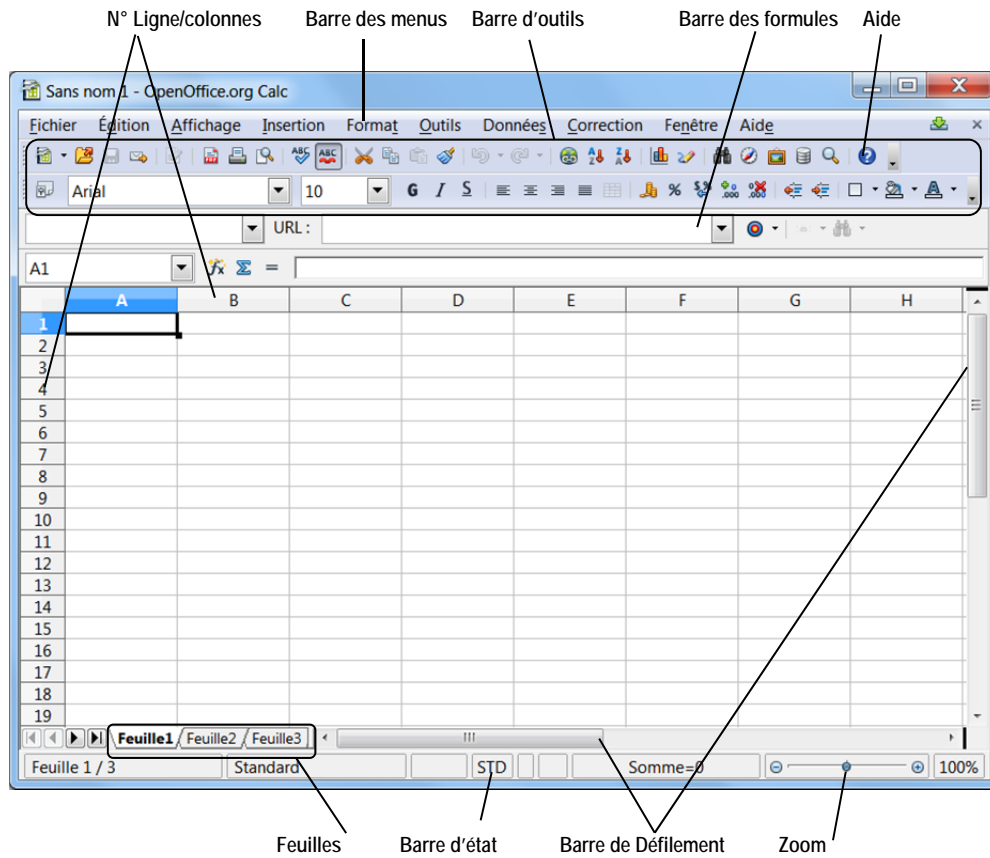 N° Ligne/colonnes Barre des menus Barre d'outils Barre des formules Aide
Sans nom 1 - OpenOffice.org Calc
Fichier Édition Affichage Insertion Format Outils Données Correction Fenêtre Aide
ABC ABC
Arial 10 G I S
URL :
A1 fx Σ =
A B C D E F G H
1
2
3
4
5
6
7
8
9
10
11
12
13
14
15
16
17
18
19
Feuille1 Feuille2 Feuille3
Feuille 1 / 3 Standard STD Somme=0 100%
Feuilles Barre d'état Barre de Défilement Zoom